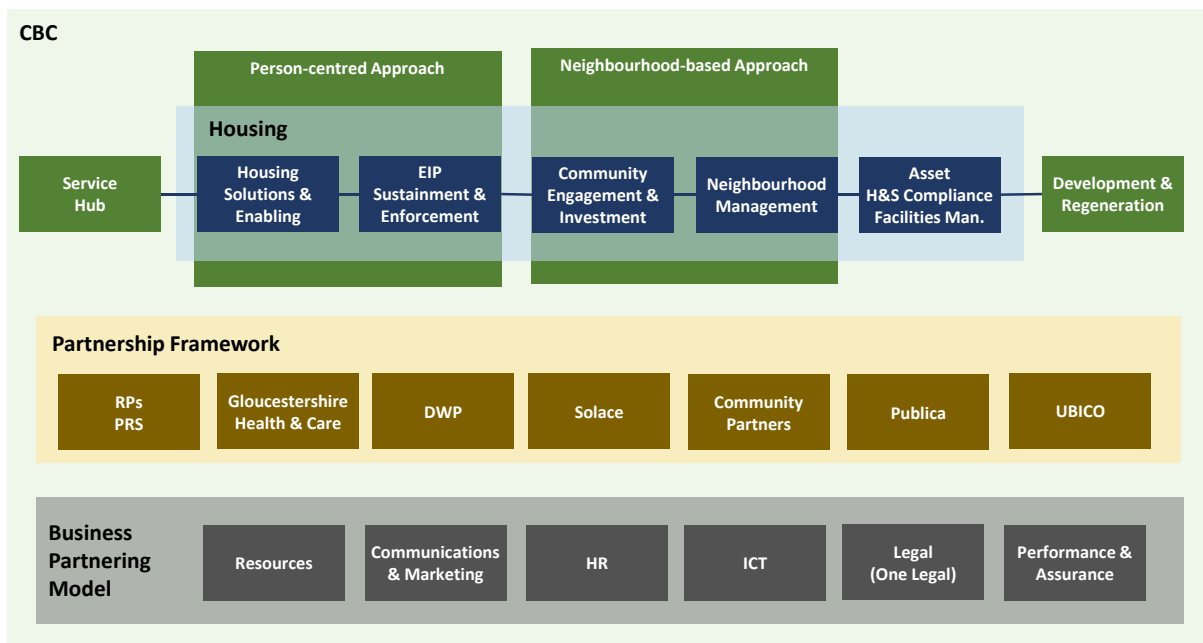 CBC
Person-centred Approach
Neighbourhood-based Approach
Housing
Service
Hub
Housing
Solutions &
Enabling
EIP
Sustainment &
Enforcement
Community
Engagement &
Investment
Neighbourhood
Management
Asset
H&S Compliance
Facilities Man.
Development &
Regeneration
Partnership Framework
RPs
PRS
Gloucestershire
Health & Care
DWP
Solace
Community
Partners
Publica
UBICO
Business
Partnering
Model
Resources
Communications
& Marketing
HR
ICT
Legal
(One Legal)
Performance &
Assurance